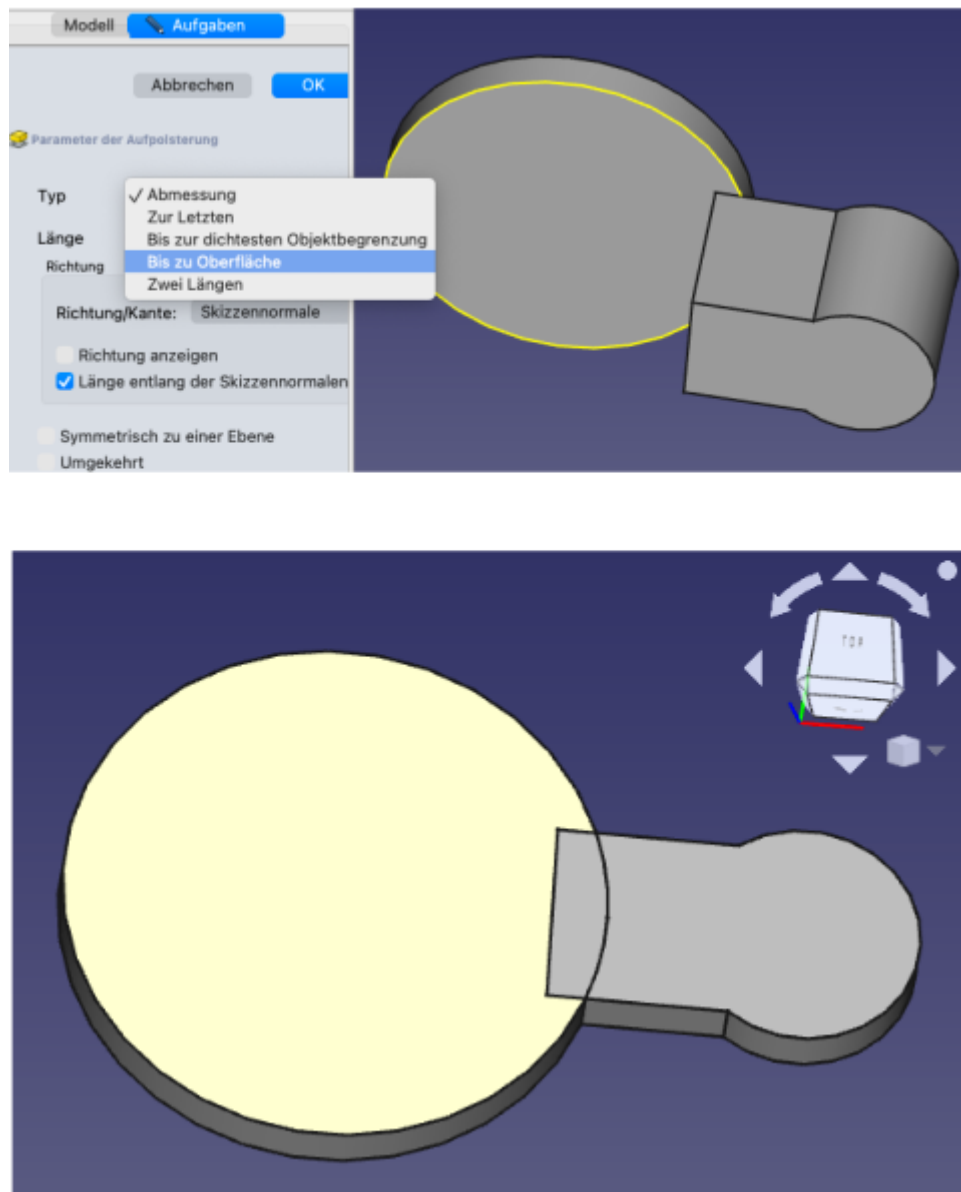 Modell Aufgaben
Abbrechen OK
Parameter der Aufpolsterung
Typ ✓ Abmessung
Zur Letzten
Länge Bis zur dichtesten Objektbegrenzung
Richtung Bis zu Oberfläche
Zwei Längen
Richtung/Kante: Skizzennormale
Richtung anzeigen
Länge entlang der Skizzennormalen
Symmetrisch zu einer Ebene
Umgekehrt
TOP